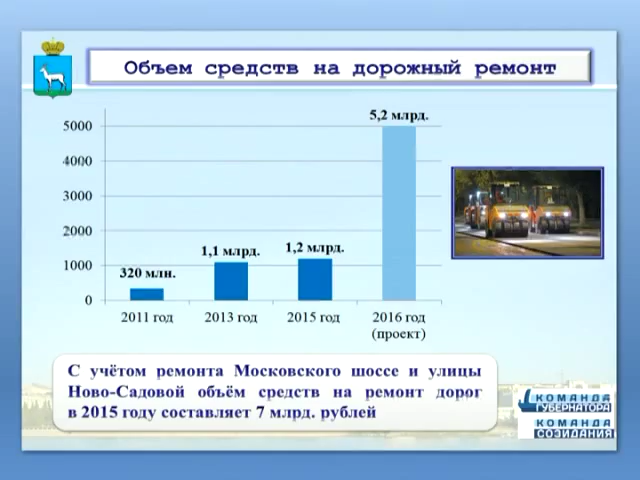 Объем средств на дорожный ремонт
5,2 млрд.
5000
4000
3000
2000
1000
0
320 млн.
1,1 млрд.
1,2 млрд.
2011 год
2013 год
2015 год
2016 год
(проект)
С учётом ремонта Московского шоссе и улицы
Ново-Садовой объём средств на ремонт дорог
в 2015 году составляет 7 млрд. рублей
КОМАНДА
ГУБЕРНАТОРА
КОМАНДА
СОЗИДАНИЯ